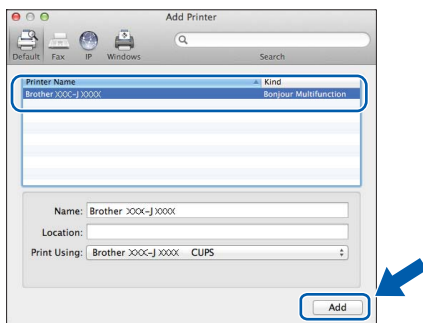 Add Printer
Default Fax IP Windows Search
Printer Name Kind
Brother XXX-JXXXX Bonjour Multifunction
Name: Brother XXX-JXXXX
Location:
Print Using: Brother XXX-JXXXX CUPS
Add